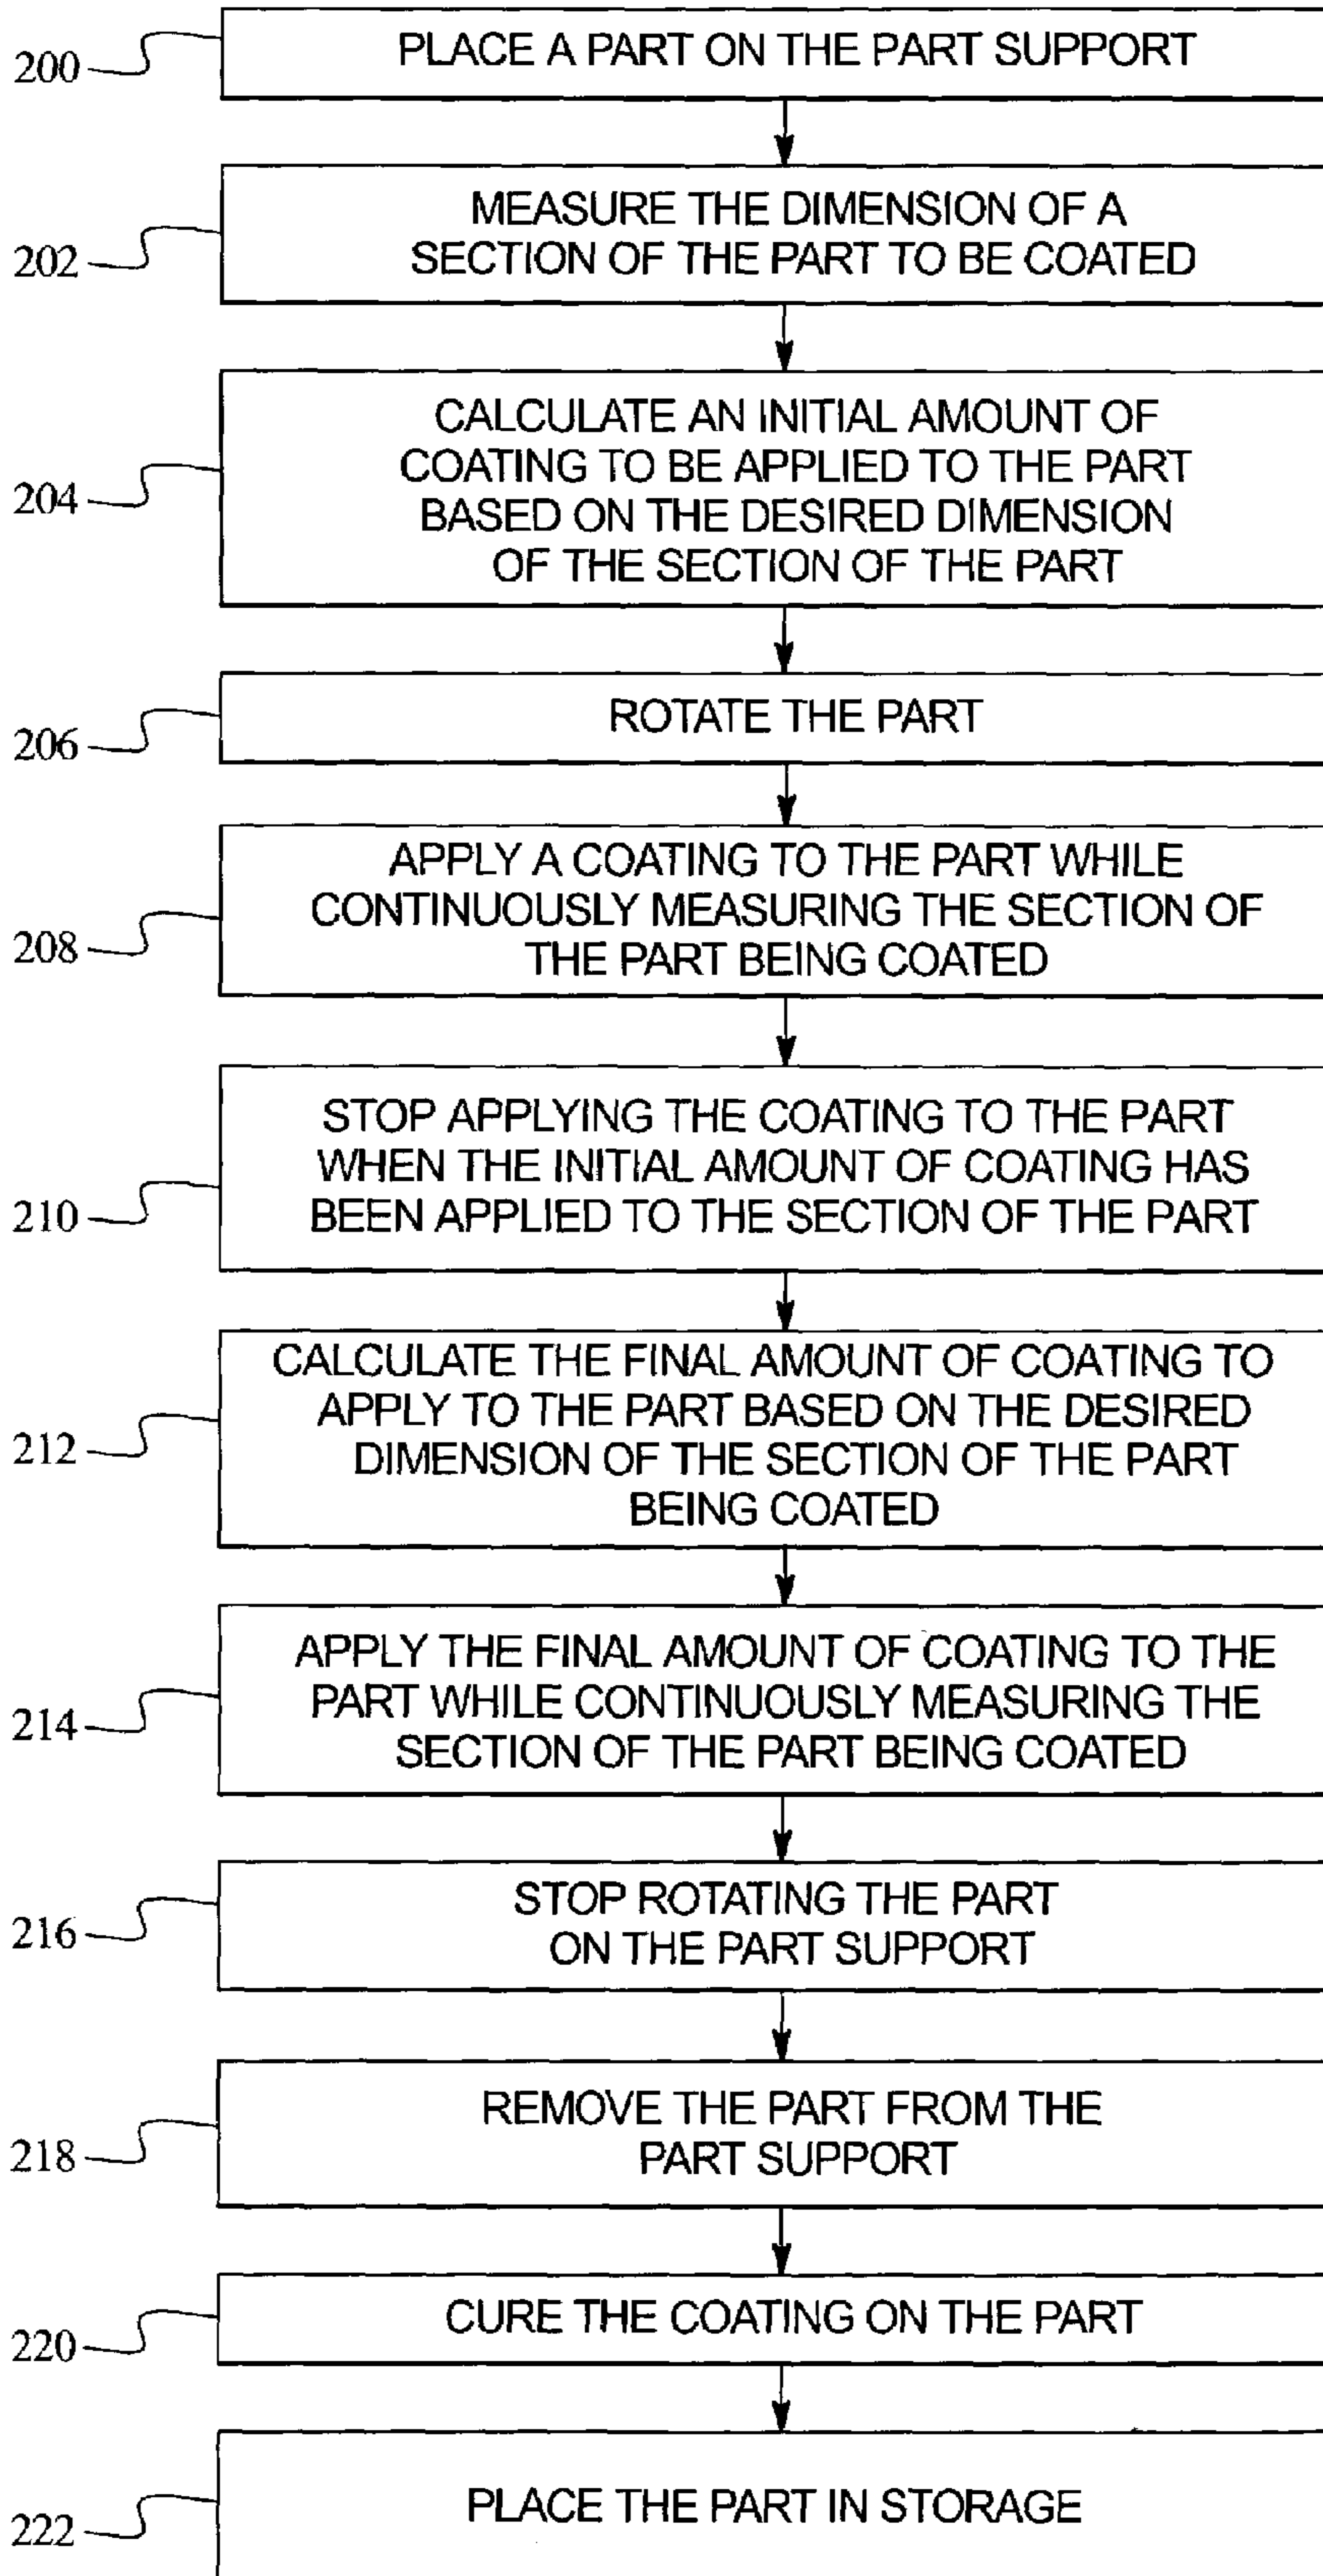 200
PLACE A PART ON THE PART SUPPORT
202
MEASURE THE DIMENSION OF A
SECTION OF THE PART TO BE COATED
204
CALCULATE AN INITIAL AMOUNT OF
COATING TO BE APPLIED TO THE PART
BASED ON THE DESIRED DIMENSION
OF THE SECTION OF THE PART
206
ROTATE THE PART
208
APPLY A COATING TO THE PART WHILE
CONTINUOUSLY MEASURING THE SECTION OF
THE PART BEING COATED
210
STOP APPLYING THE COATING TO THE PART
WHEN THE INITIAL AMOUNT OF COATING HAS
BEEN APPLIED TO THE SECTION OF THE PART
212
CALCULATE THE FINAL AMOUNT OF COATING TO
APPLY TO THE PART BASED ON THE DESIRED
DIMENSION OF THE SECTION OF THE PART
BEING COATED
214
APPLY THE FINAL AMOUNT OF COATING TO THE
PART WHILE CONTINUOUSLY MEASURING THE
SECTION OF THE PART BEING COATED
216
STOP ROTATING THE PART
ON THE PART SUPPORT
218
REMOVE THE PART FROM THE
PART SUPPORT
220
CURE THE COATING ON THE PART
222
PLACE THE PART IN STORAGE